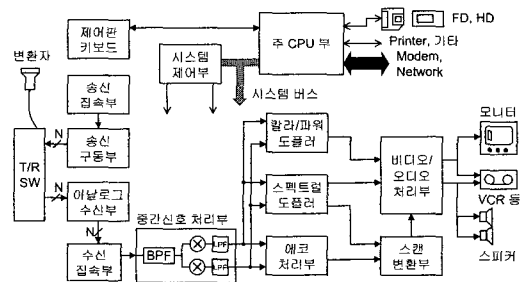 제어판
키보드
변환자
시스템
제어부
주 CPU 부
FD, HD
Printer, 기타
Modem,
Network
시스템 버스
송신
집속부
N
송신
구동부
T/R
SW
N
아날로그
수신부
N
수신
집속부
중간신호 처리부
BPF
LPF
LPF
칼라/파워
도플러
스펙트럴
도플러
에코
처리부
비디오/
오디오
처리부
스캔
변환부
모니터
VCR 등
스피커